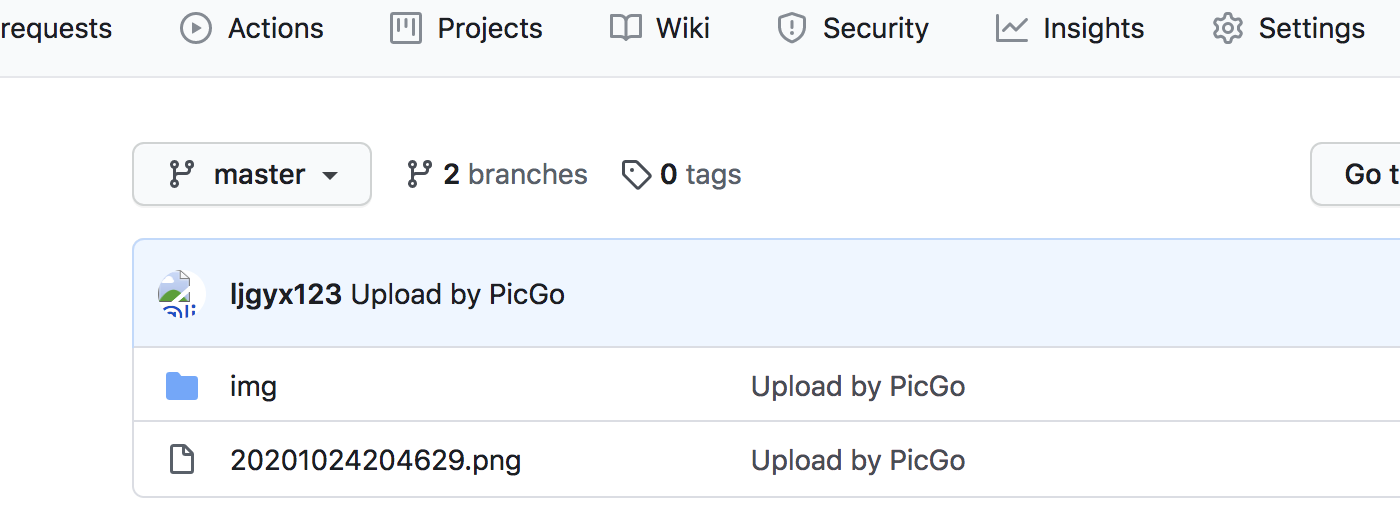 requests Actions Projects Wiki Security Insights Settings
master 2 branches 0 tags Go t
ljgyx123 Upload by PicGo
img Upload by PicGo
20201024204629.png Upload by PicGo